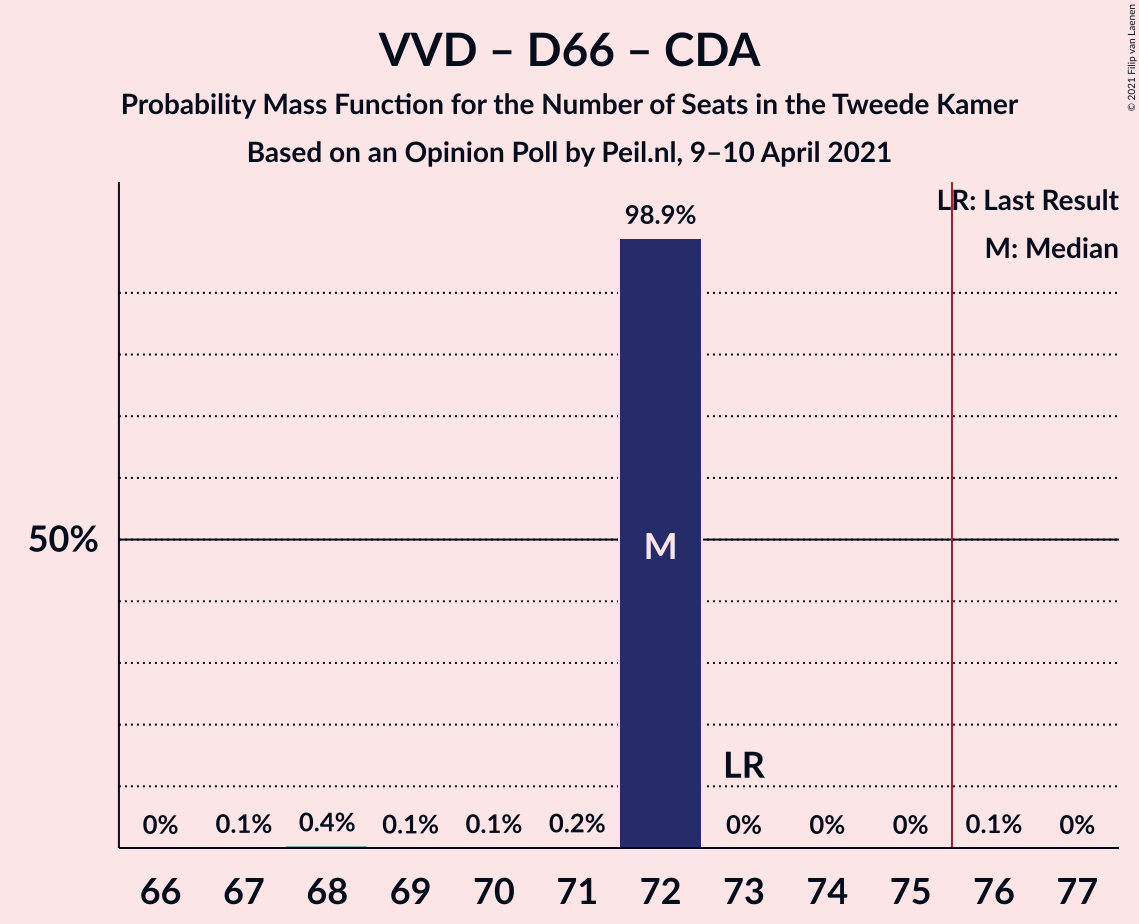 VVD – D66 – CDA
Probability Mass Function for the Number of Seats in the Tweede Kamer
Based on an Opinion Poll by Peil.nl, 9–10 April 2021
© 2021 Filip van Laenen
LR: Last Result
M: Median
98.9%
50%
M
LR
0% 0.1% 0.4% 0.1% 0.1% 0.2% 0% 0% 0% 0.1% 0%
66 67 68 69 70 71 72 73 74 75 76 77